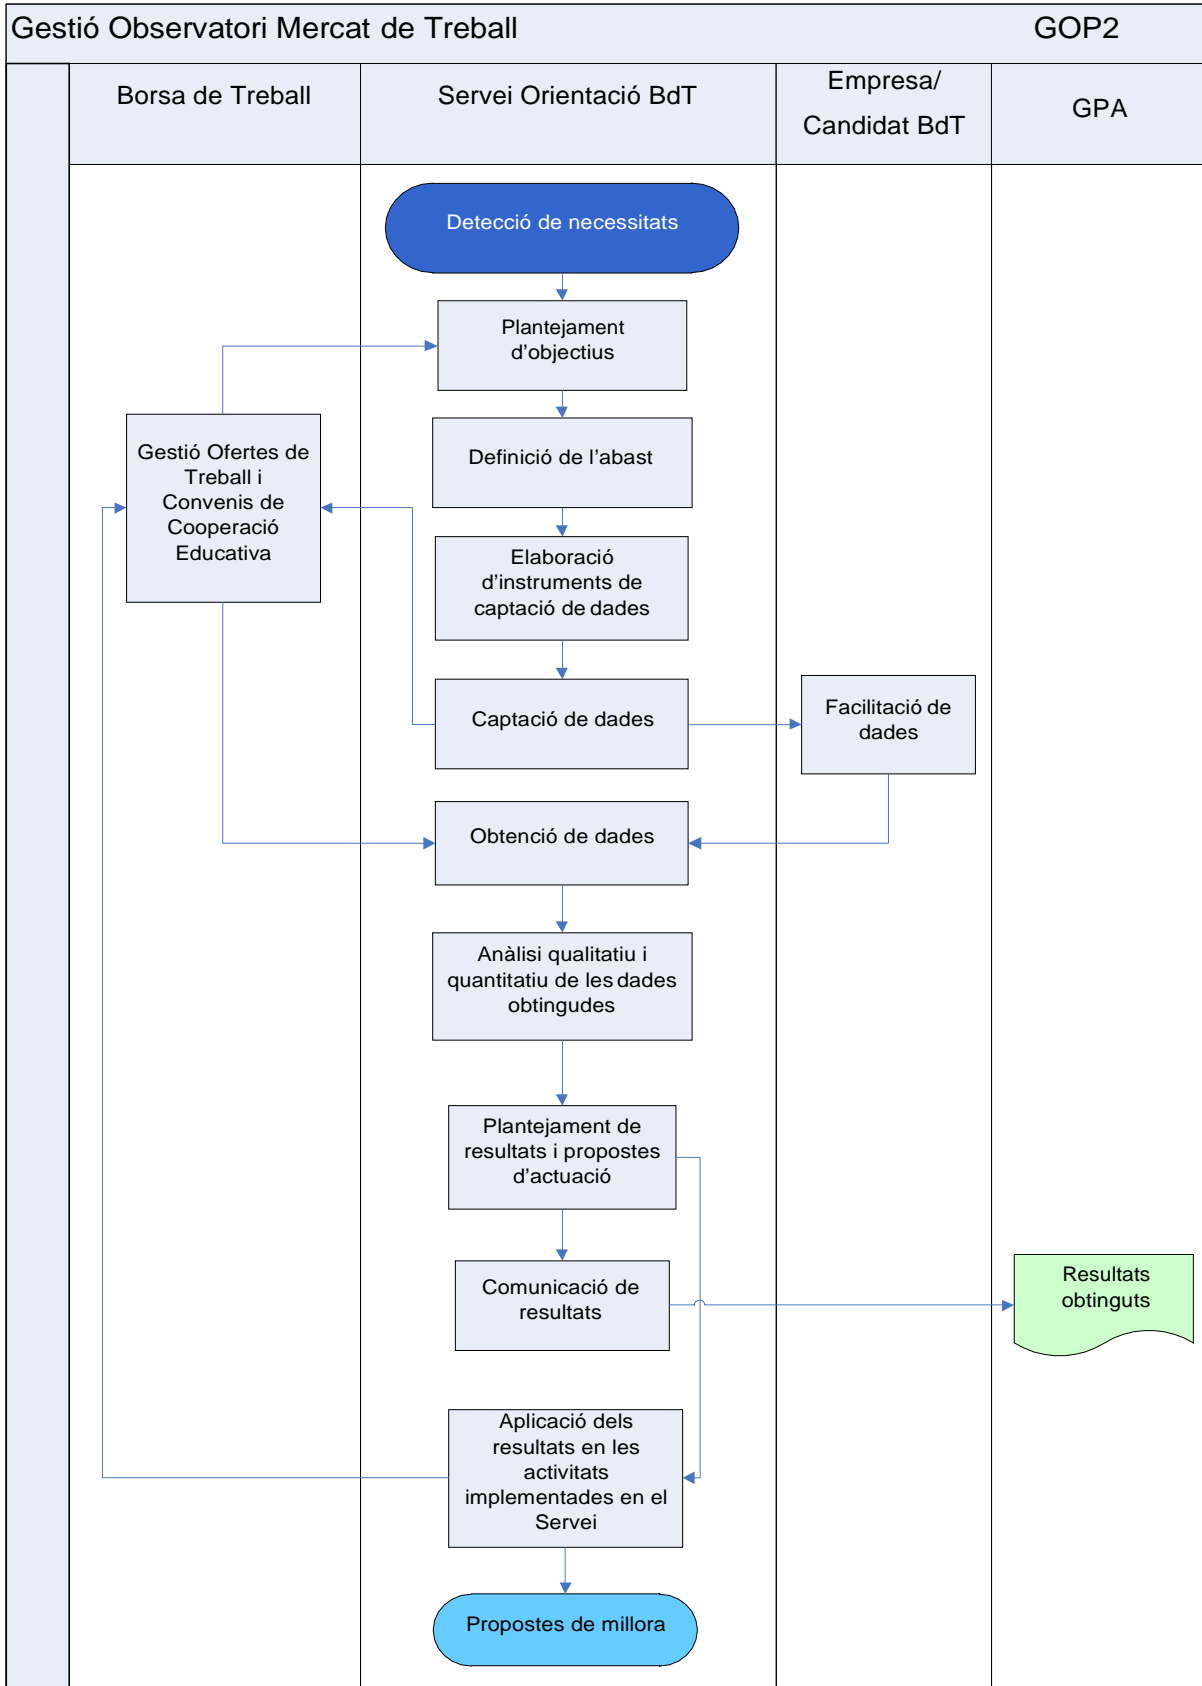 Gestió Observatori Mercat de Treball
GOP2
Borsa de Treball
Servei Orientació BdT
Empresa/
Candidat BdT
GPA
Detecció de necessitats
Plantejament
d’objectius
Gestió Ofertes de
Treball i
Convenis de
Cooperació
Educativa
Definició de l’abast
Elaboració
d’instruments de
captació de dades
Captació de dades
Facilitació de
dades
Obtenció de dades
Anàlisi qualitatiu i
quantitatiu de les dades
obtingudes
Plantejament de
resultats i propostes
d’actuació
Comunicació de
resultats
Resultats
obtinguts
Aplicació dels
resultats en les
activitats
implementades en el
Servei
Propostes de millora